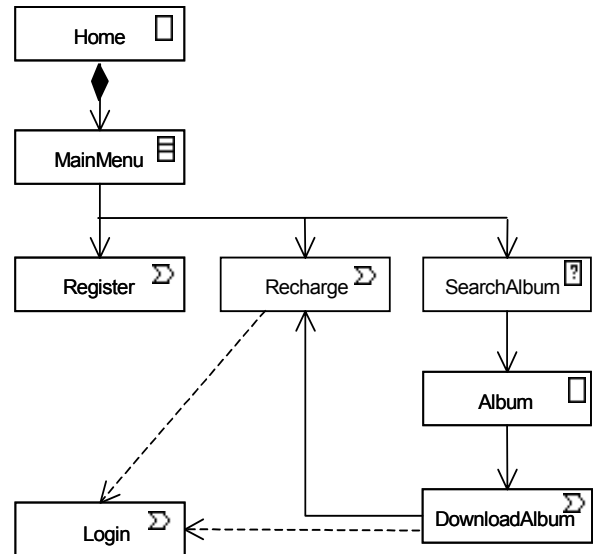 Home
MainMenu
Register
Recharge
SearchAlbum
?
Album
Login
DownloadAlbum